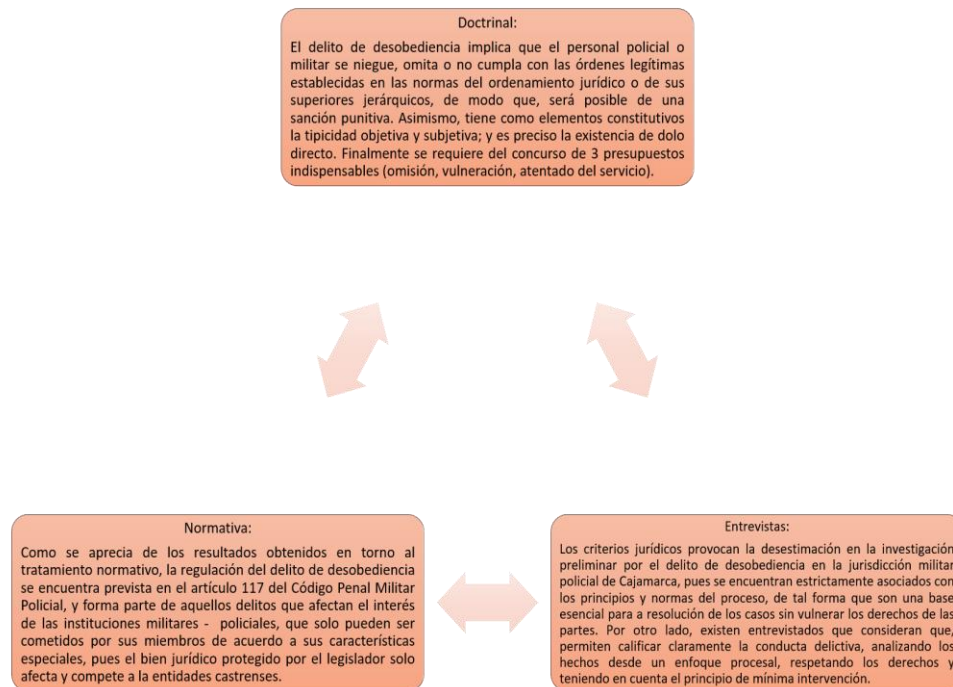 Doctrinal:
El delito de desobediencia implica que el personal policial o
militar se niegue, omita o no cumpla con las órdenes legítimas
establecidas en las normas del ordenamiento jurídico o de sus
superiores jerárquicos, de modo que, será posible de una
sanción punitiva. Asimismo, tiene como elementos constitutivos
la tipicidad objetiva y subjetiva; y es preciso la existencia de dolo
directo. Finalmente se requiere del concurso de 3 presupuestos
indispensables (omisión, vulneración, atentado del servicio).
Normativa:
Como se aprecia de los resultados obtenidos en torno al
tratamiento normativo, la regulación del delito de desobediencia
se encuentra prevista en el artículo 117 del Código Penal Militar
Policial, y forma parte de aquellos delitos que afectan el interés
de las instituciones militares - policiales, que solo pueden ser
cometidos por sus miembros de acuerdo a sus características
especiales, pues el bien jurídico protegido por el legislador solo
afecta y compete a la entidades castrenses.
Entrevistas:
Los criterios jurídicos provocan la desestimación en la investigación
preliminar por el delito de desobediencia en la jurisdicción militar
policial de Cajamarca, pues se encuentran estrictamente asociados con
los principios y normas del proceso, de tal forma que son una base
esencial para a resolución de los casos sin vulnerar los derechos de las
partes. Por otro lado, existen entrevistados que consideran que,
permiten calificar claramente la conducta delictiva, analizando los
hechos desde un enfoque procesal, respetando los derechos y
teniendo en cuenta el principio de mínima intervención.